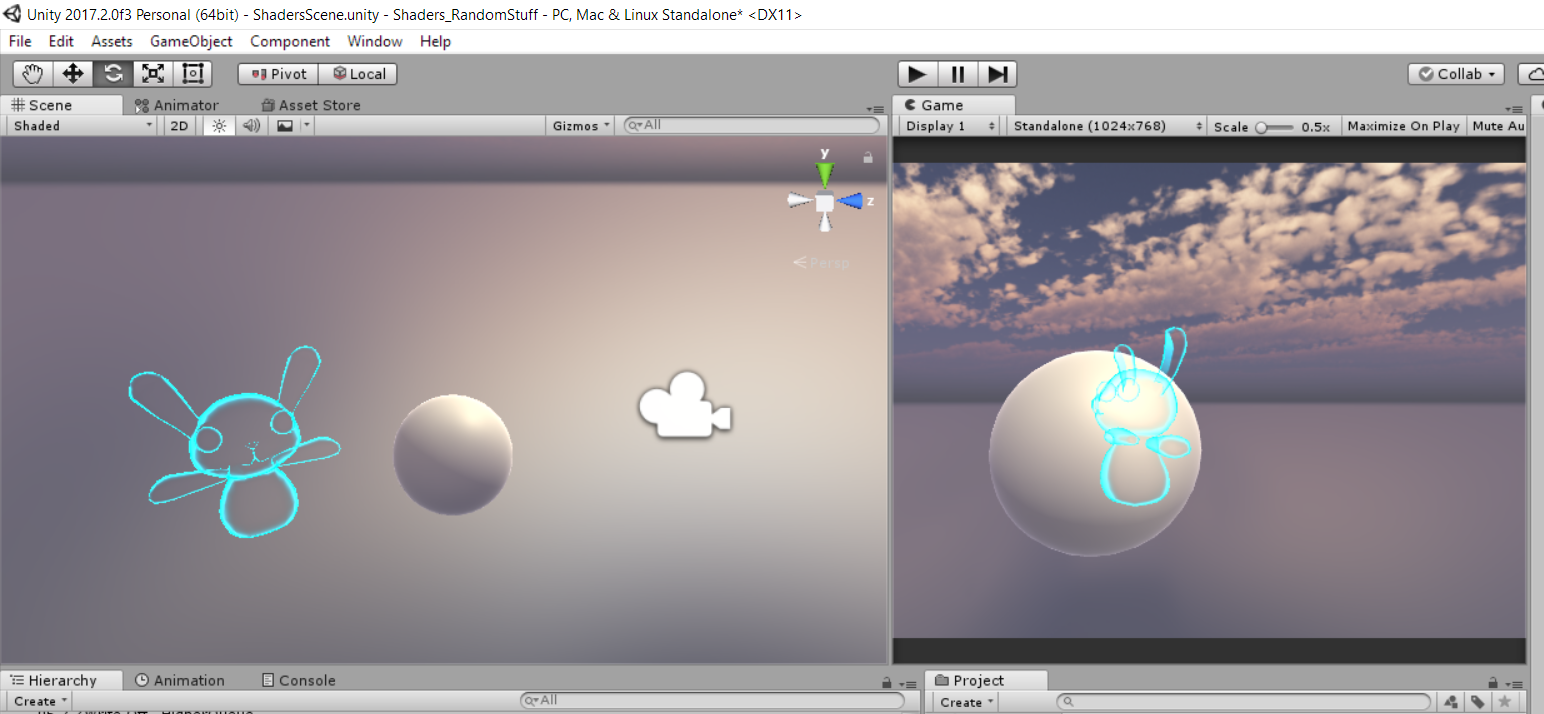 Unity 2017.2.0f3 Personal (64bit) - ShadersScene.unity - Shaders_RandomStuff - PC, Mac & Linux Standalone* <DX11>
File Edit Assets GameObject Component Window Help
Pivot Local Collab
Scene Animator Asset Store Game
Shaded 2D Gizmos All Display 1 Standalone (1024x768) Scale 0.5x Maximize On Play Mute Au
y
z
Persp
Hierarchy Animation Console Project
Create All Create